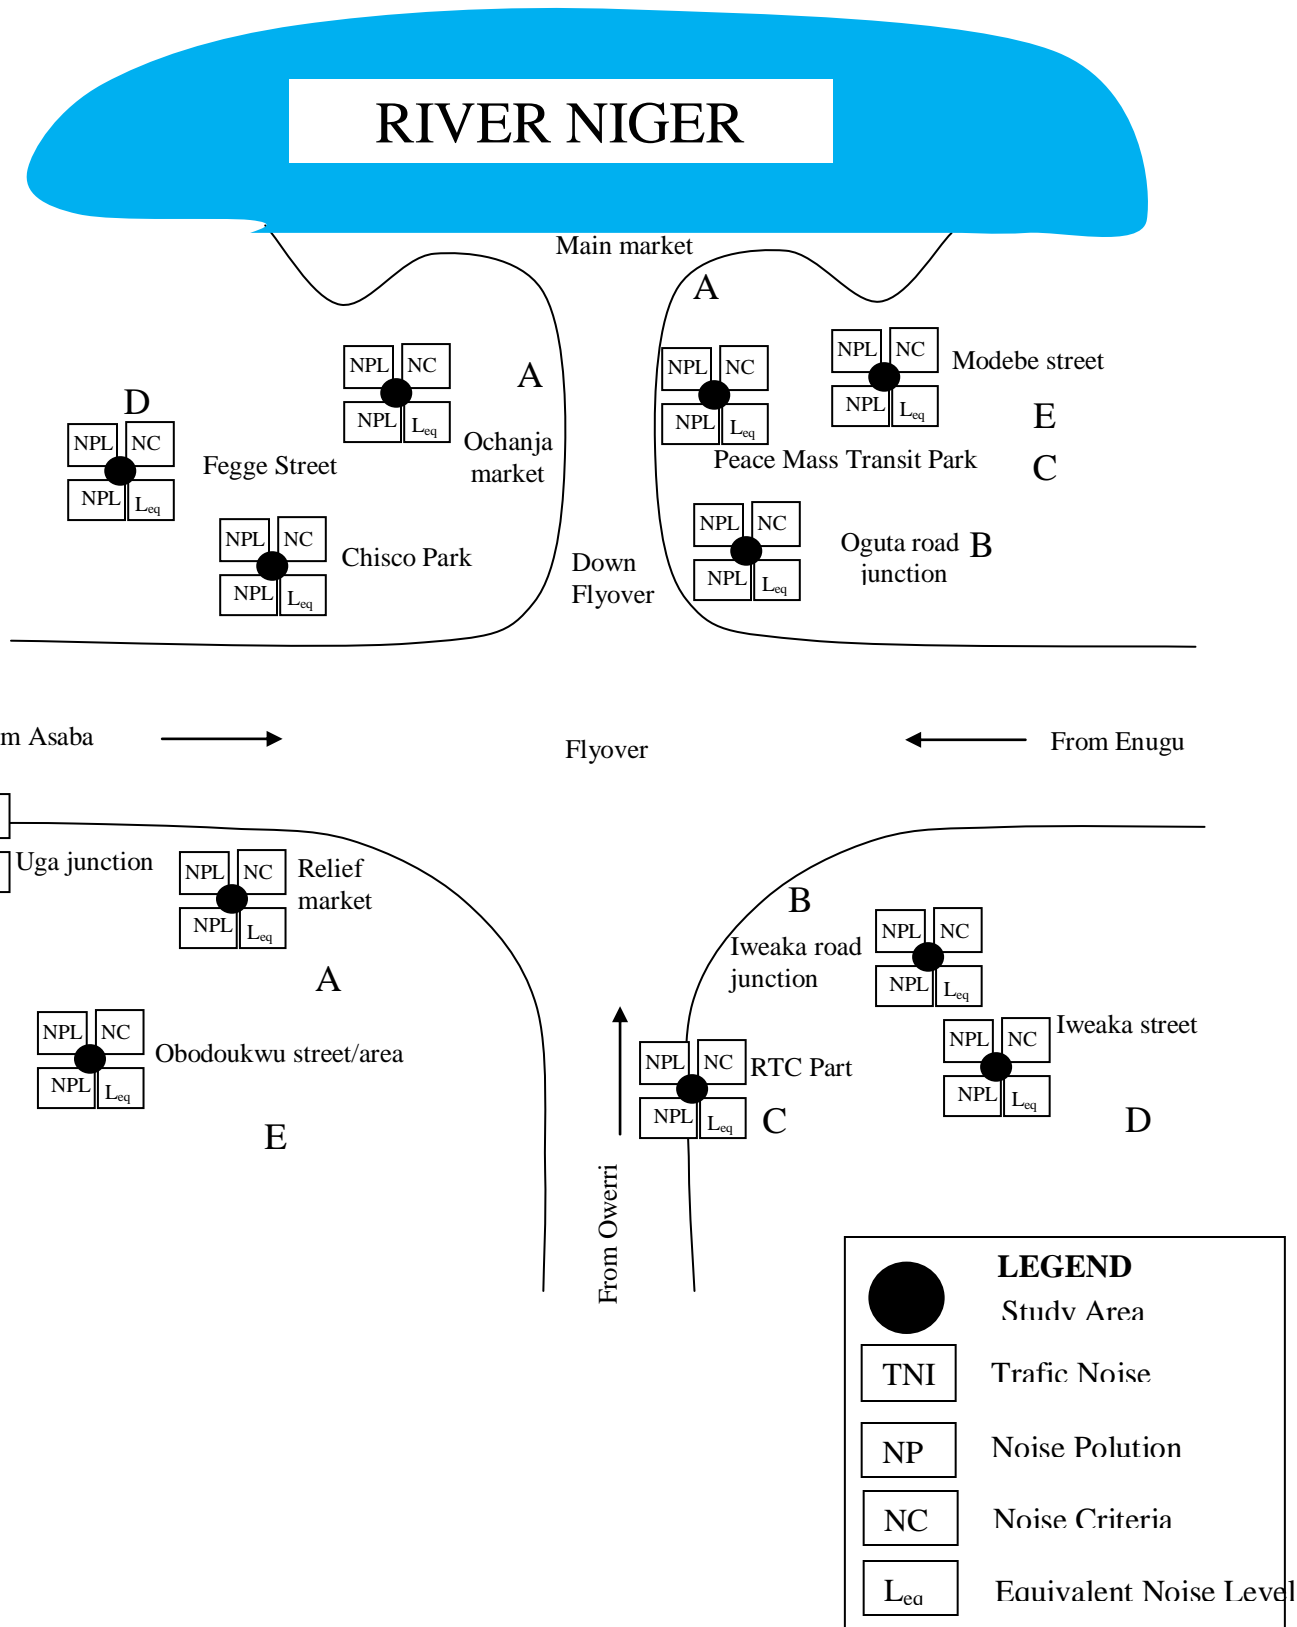 RIVER NIGER
Main market
A
NPL NC
NPL Leq
A
Ochanja
market
NPL NC
NPL Leq
NPL NC
NPL Leq
Modebe street
E
Peace Mass Transit Park
C
D
NPL NC
NPL Leq
Fegge Street
NPL NC
NPL Leq
Chisco Park
Down
Flyover
NPL NC
NPL Leq
Oguta road
junction
B
m Asaba
Flyover
From Enugu
Uga junction
NPL NC
NPL Leq
Relief
market
A
B
Iweaka road
junction
NPL NC
NPL Leq
NPL NC
NPL Leq
Obodoukwu street/area
E
NPL NC
NPL Leq
RTC Part
C
NPL NC
NPL Leq
Iweaka street
D
From Owerri
LEGEND
Study Area
TNI Trafic Noise
NP Noise Polution
NC Noise Criteria
Leq Equivalent Noise Level